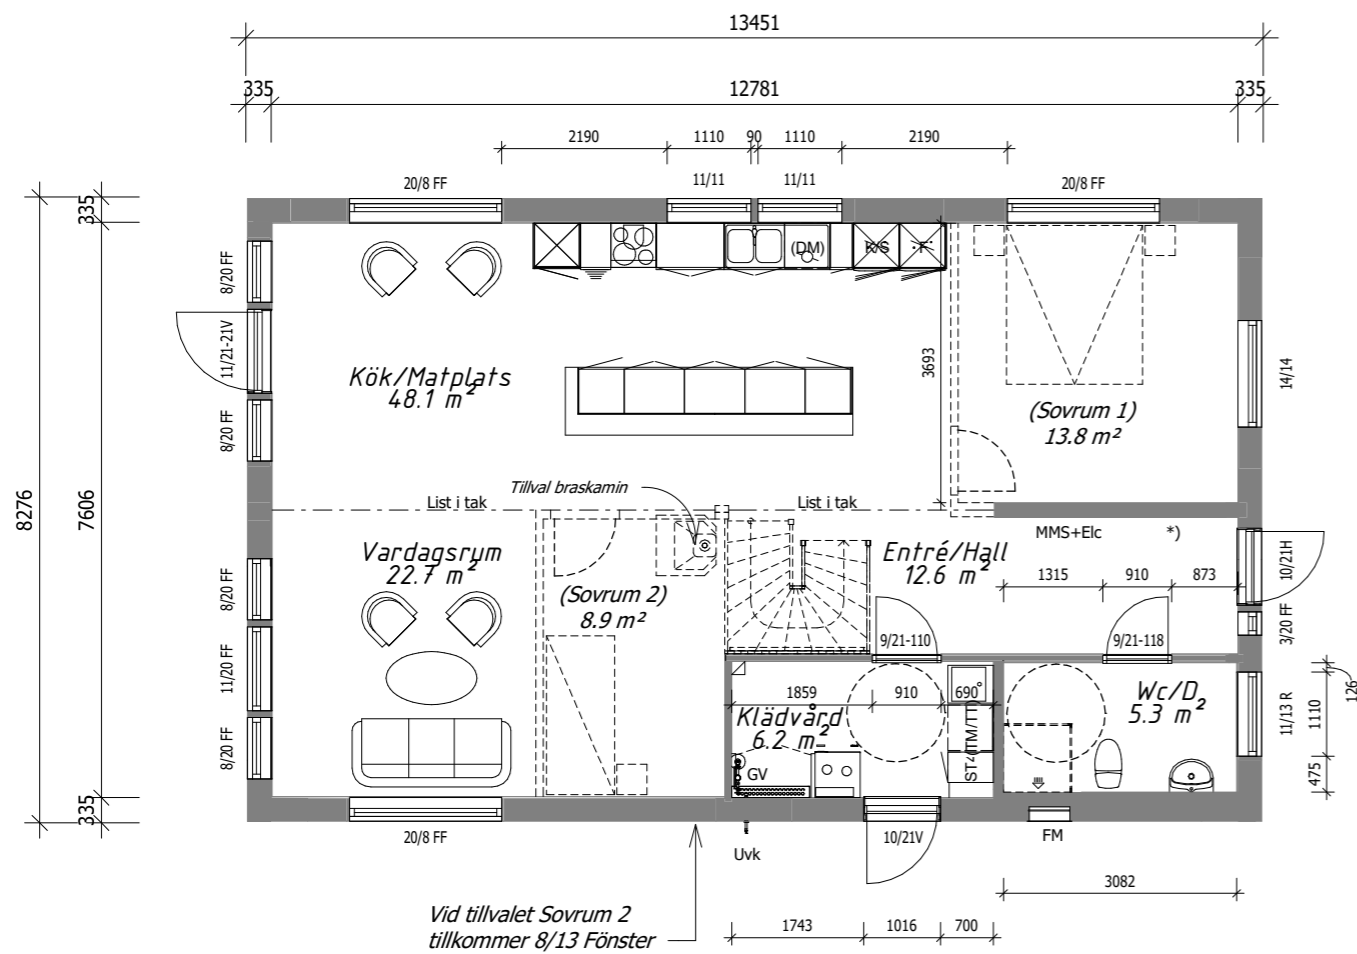 13451
335
12781
335
2190
1110
90
1110
2190
20/8 FF
11/11
11/11
20/8 FF
335
8/20 FF
(DM)
K/S
F
11/21-21V
3693
14/14
Kök/Matplats
48.1 m²
(Sovrum 1)
13.8 m²
8/20 FF
8276
7606
Tillval braskamin
List i tak
List i tak
MMS+Elc
*)
10/21H
Vardagsrum
22.7 m²
Entré/Hall
12.6 m²
1315
910
873
8/20 FF
(Sovrum 2)
8.9 m²
3/20 FF
9/21-110
9/21-118
11/20 FF
1859
910
690
Wc/D
5.3 m²
11/13 R
1110
126
Klädvård
6.2 m²
ST
(TM/TT)
8/20 FF
GV
475
335
20/8 FF
10/21V
FM
Uvk
3082
Vid tillvalet Sovrum 2
tillkommer 8/13 Fönster
1743
1016
700